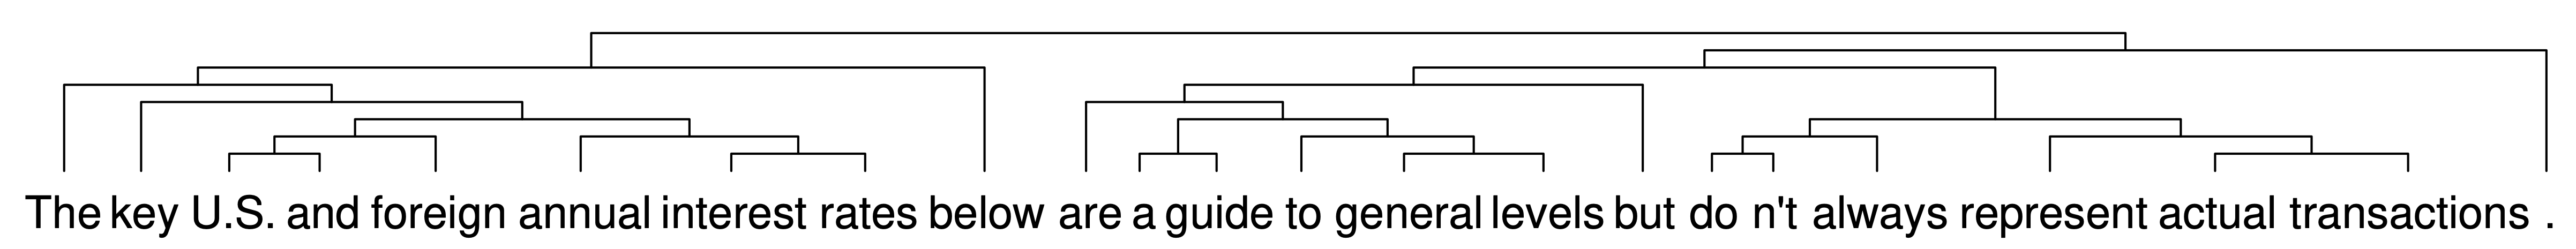 The key U.S. and foreign annual interest rates below are a guide to general levels but do n't always represent actual transactions .